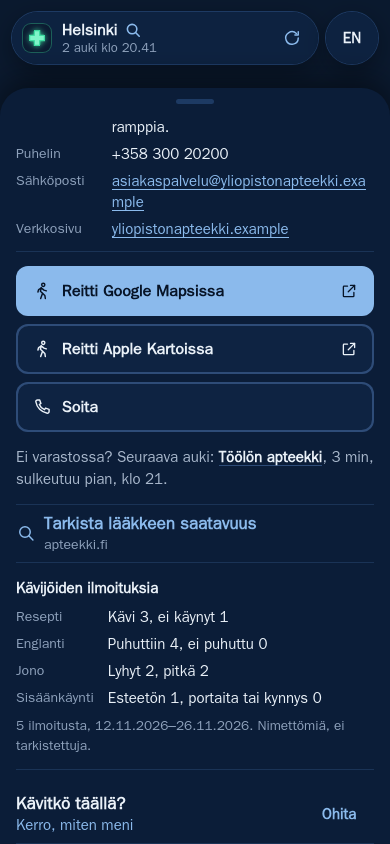 Helsinki
2 auki klo 20.41
EN
ramppia.
Puhelin +358 300 20200
Sähköposti asiakaspalvelu@yliopistonapteekki.exa
mple
Verkkosivu yliopistonapteekki.example
Reitti Google Mapsissa
Reitti Apple Kartoissa
Soita
Ei varastossa? Seuraava auki: Töölön apteekki, 3 min,
sulkeutuu pian, klo 21.
Tarkista lääkkeen saatavuus
apteekki.fi
Kävijöiden ilmoituksia
Resepti Kävi 3, ei käynyt 1
Englanti Puhuttiin 4, ei puhuttu 0
Jono Lyhyt 2, pitkä 2
Sisäänkäynti Esteetön 1, portaita tai kynnys 0
5 ilmoitusta, 12.11.2026–26.11.2026. Nimettömiä, ei
tarkistettuja.
Kävitkö täällä?
Kerro, miten meni
Ohita